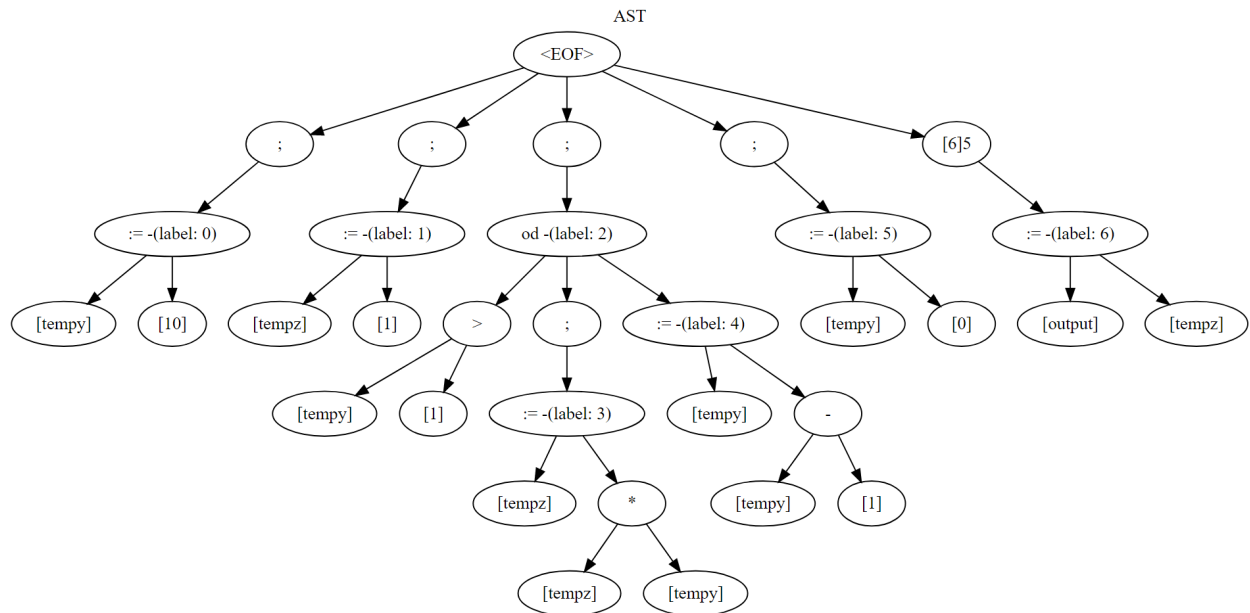 AST
<EOF>
;
;
;
;
[6]5
:= -(label: 0)
:= -(label: 1)
od -(label: 2)
:= -(label: 5)
:= -(label: 6)
[tempy]
[10]
[tempz]
[1]
>
;
:= -(label: 4)
[tempy]
[0]
[output]
[tempz]
[tempy]
[1]
:= -(label: 3)
[tempy]
-
[tempz]
*
[tempy]
[1]
[tempz]
[tempy]